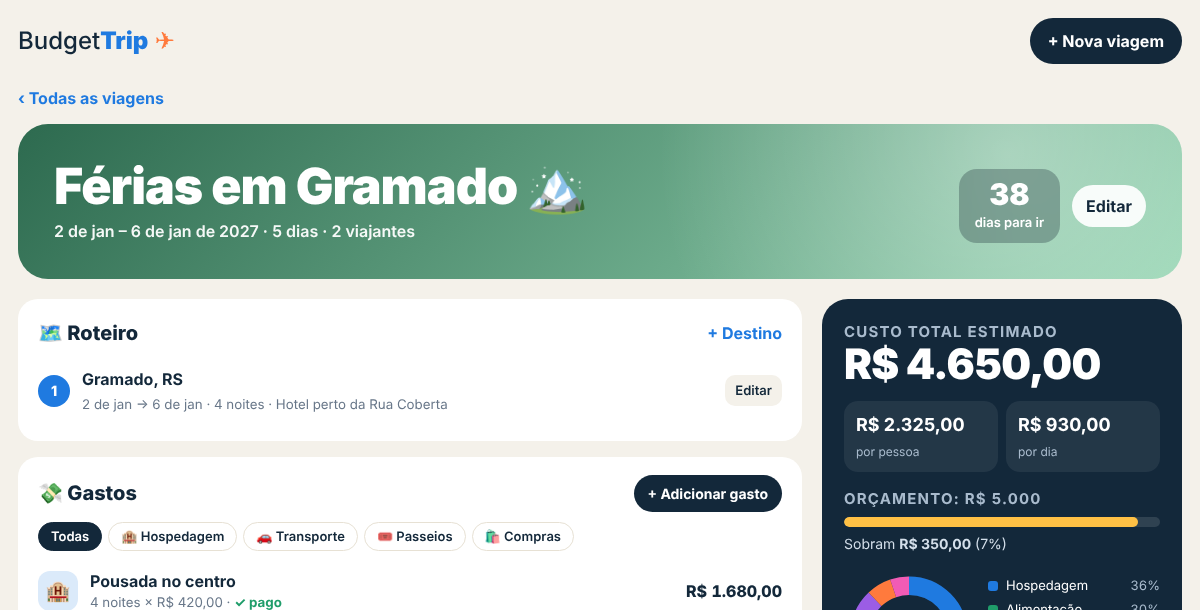 BudgetTrip ✈
+ Nova viagem
‹ Todas as viagens
Férias em Gramado 🏔️
2 de jan – 6 de jan de 2027 · 5 dias · 2 viajantes
38
dias para ir
Editar
🗺️ Roteiro
+ Destino
1
Gramado, RS
2 de jan → 6 de jan · 4 noites · Hotel perto da Rua Coberta
Editar
💸 Gastos
+ Adicionar gasto
Todas
🏨 Hospedagem
🚗 Transporte
🎟️ Passeios
🛍️ Compras
🏨 Pousada no centro
4 noites × R$ 420,00 · ✓ pago
R$ 1.680,00
CUSTO TOTAL ESTIMADO
R$ 4.650,00
R$ 2.325,00
por pessoa
R$ 930,00
por dia
ORÇAMENTO: R$ 5.000
Sobram R$ 350,00 (7%)
Hospedagem 36%
Alimentação 30%